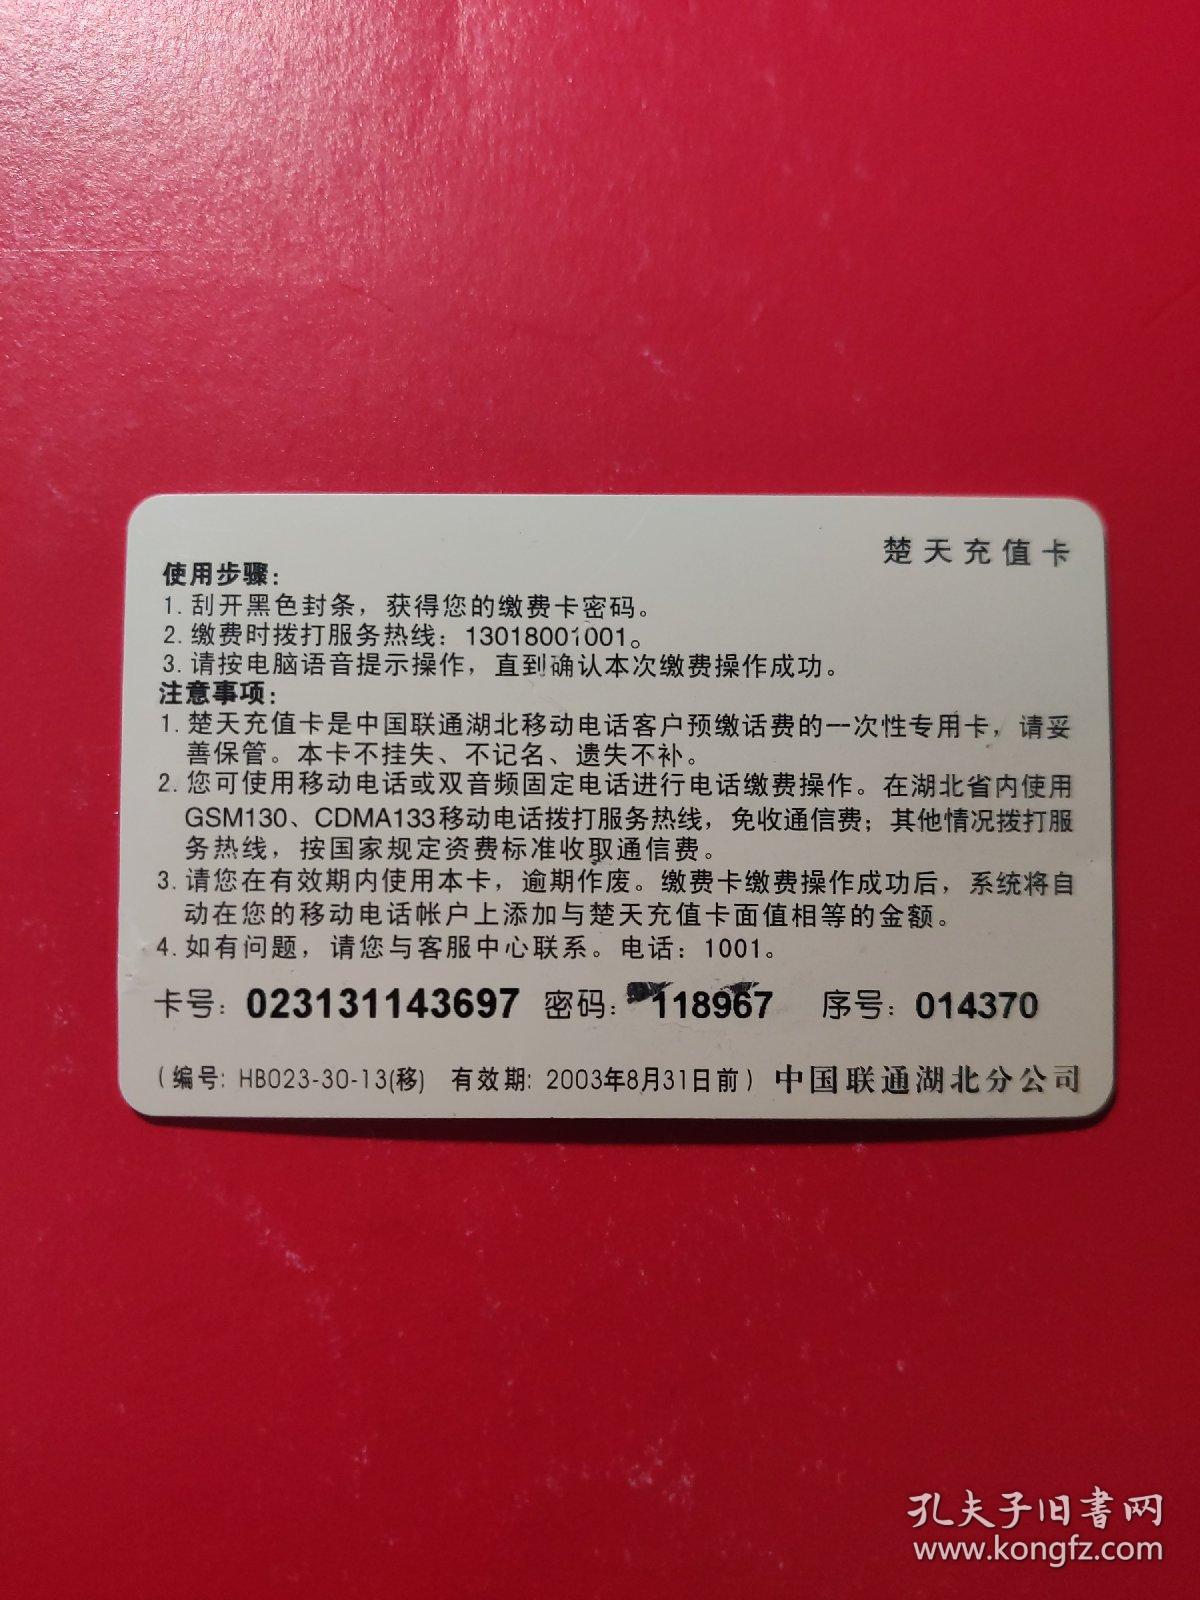 楚天充值卡
使用步骤：
1. 刮开黑色封条，获得您的缴费卡密码。
2. 缴费时拨打服务热线：13018001001。
3. 请按电脑语音提示操作，直到确认本次缴费操作成功。
注意事项：
1. 楚天充值卡是中国联通湖北移动电话客户预缴话费的一次性专用卡，请妥
善保管。本卡不挂失、不记名、遗失不补。
2. 您可使用移动电话或双音频固定电话进行电话缴费操作。在湖北省内使用
GSM130、CDMA133移动电话拨打服务热线，免收通信费；其他情况拨打服
务热线，按国家规定资费标准收取通信费。
3. 请您在有效期内使用本卡，逾期作废。缴费卡缴费操作成功后，系统将自
动在您的移动电话帐户上添加与楚天充值卡面值相等的金额。
4. 如有问题，请您与客服中心联系。电话：1001。
卡号：023131143697 密码：118967 序号：014370
（编号：HB023-30-13(移) 有效期：2003年8月31日前）中国联通湖北分公司
孔夫子旧书网
www.kongfz.com